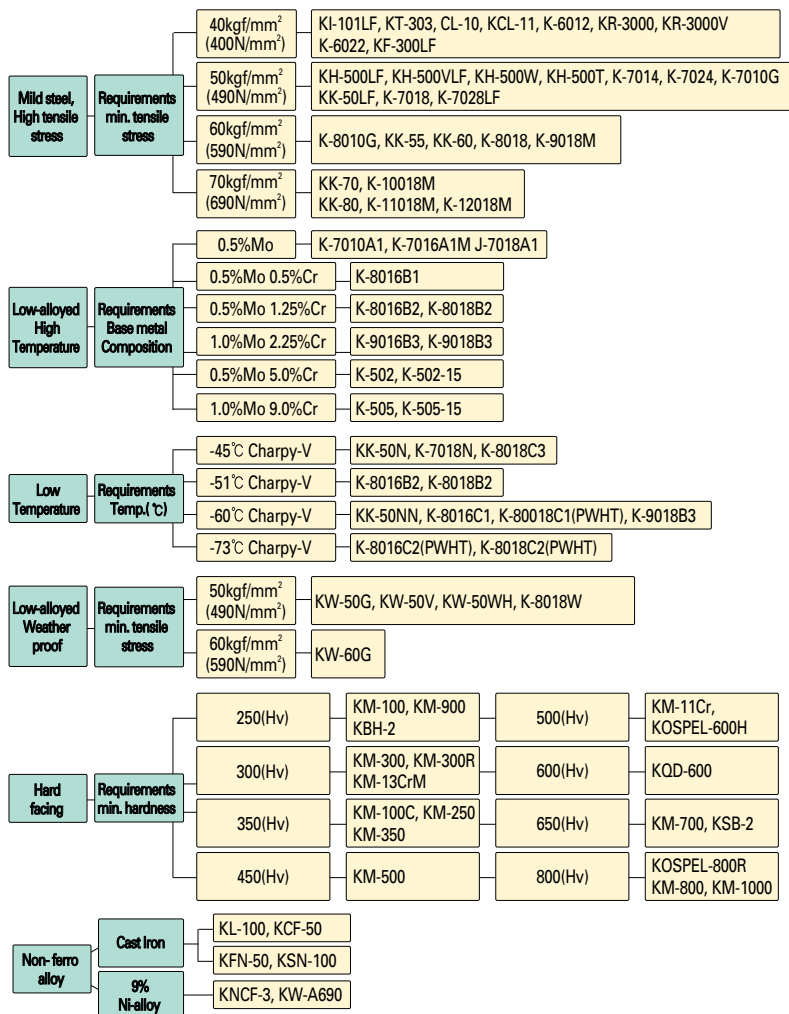 Mild steel,
High tensile
stress
Requirements
min. tensile
stress
40kgf/mm²
(400N/mm²)
KI-101LF, KT-303, CL-10, KCL-11, K-6012, KR-3000, KR-3000V
K-6022, KF-300LF
50kgf/mm²
(490N/mm²)
KH-500LF, KH-500VLF, KH-500W, KH-500T, K-7014, K-7024, K-7010G
KK-50LF, K-7018, K-7028LF
60kgf/mm²
(590N/mm²)
K-8010G, KK-55, KK-60, K-8018, K-9018M
70kgf/mm²
(690N/mm²)
KK-70, K-10018M
KK-80, K-11018M, K-12018M
Low-alloyed
High
Temperature
Requirements
Base metal
Composition
0.5%Mo
K-7010A1, K-7016A1M J-7018A1
0.5%Mo 0.5%Cr
K-8016B1
0.5%Mo 1.25%Cr
K-8016B2, K-8018B2
1.0%Mo 2.25%Cr
K-9016B3, K-9018B3
0.5%Mo 5.0%Cr
K-502, K-502-15
1.0%Mo 9.0%Cr
K-505, K-505-15
Low
Temperature
Requirements
Temp.( ℃)
-45℃ Charpy-V
KK-50N, K-7018N, K-8018C3
-51℃ Charpy-V
K-8016B2, K-8018B2
-60℃ Charpy-V
KK-50NN, K-8016C1, K-80018C1(PWHT), K-9018B3
-73℃ Charpy-V
K-8016C2(PWHT), K-8018C2(PWHT)
Low-alloyed
Weather
proof
Requirements
min. tensile
stress
50kgf/mm²
(490N/mm²)
KW-50G, KW-50V, KW-50WH, K-8018W
60kgf/mm²
(590N/mm²)
KW-60G
Hard
facing
Requirements
min. hardness
250(Hv)
KM-100, KM-900
KBH-2
500(Hv)
KM-11Cr,
KOSPEL-600H
300(Hv)
KM-300, KM-300R
KM-13CrM
600(Hv)
KQD-600
350(Hv)
KM-100C, KM-250
KM-350
650(Hv)
KM-700, KSB-2
450(Hv)
KM-500
800(Hv)
KOSPEL-800R
KM-800, KM-1000
Non- ferro
alloy
Cast Iron
KL-100, KCF-50
KFN-50, KSN-100
9%
Ni-alloy
KNCF-3, KW-A690